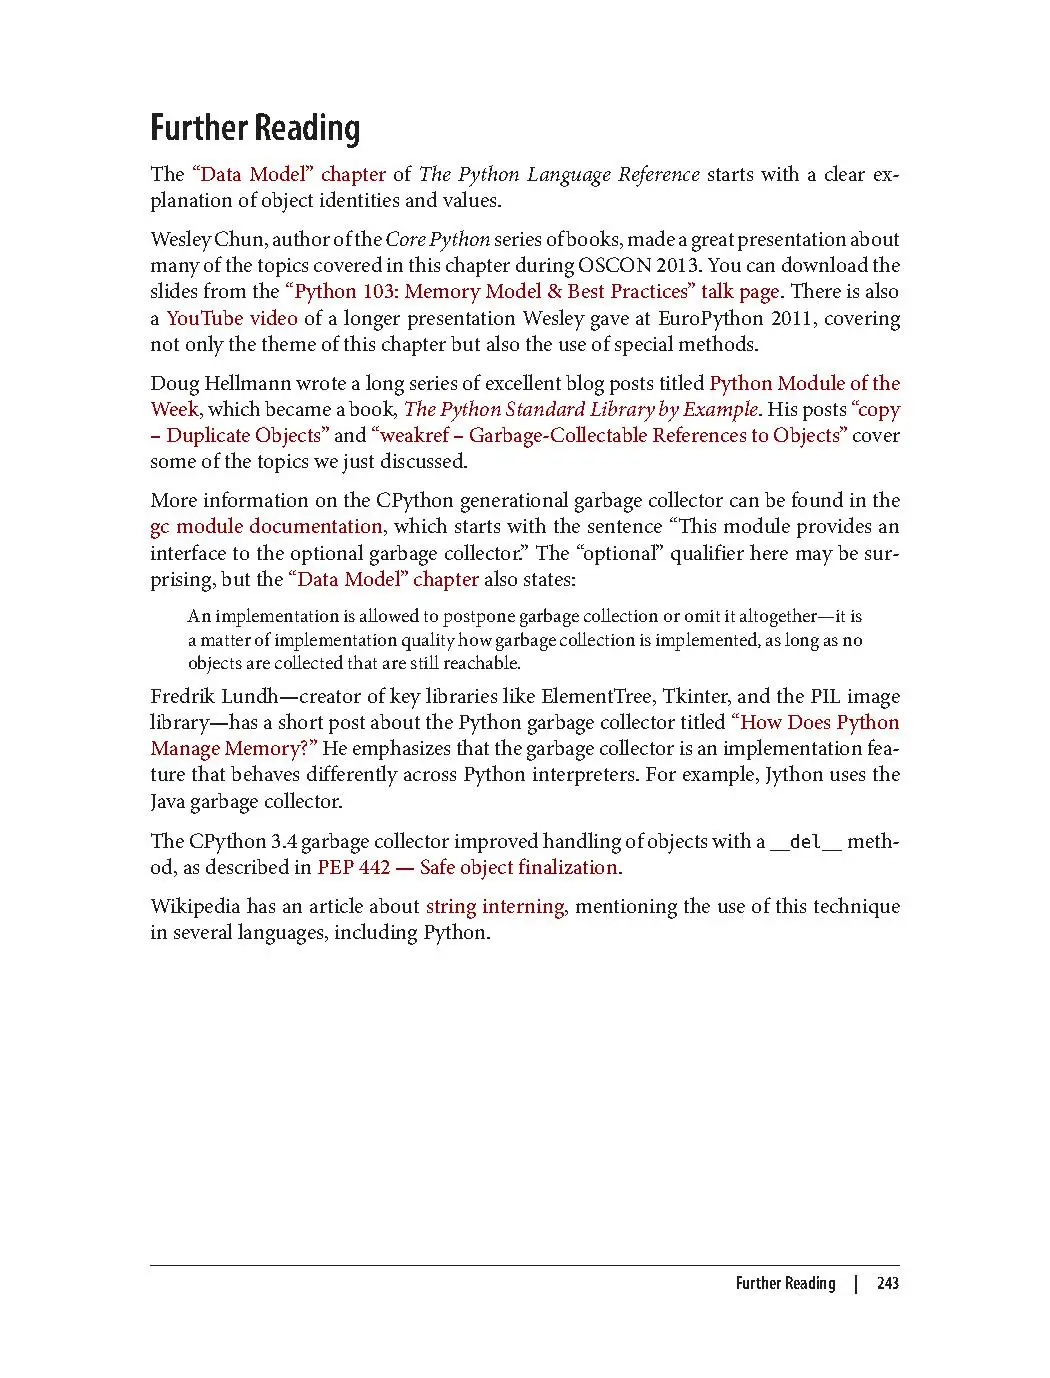 Further Reading
The “Data Model” chapter of The Python Language Reference starts with a clear ex-
planation of object identities and values.
Wesley Chun, author of the Core Python series of books, made a great presentation about
many of the topics covered in this chapter during OSCON 2013. You can download the
slides from the “Python 103: Memory Model & Best Practices” talk page. There is also
a YouTube video of a longer presentation Wesley gave at EuroPython 2011, covering
not only the theme of this chapter but also the use of special methods.
Doug Hellmann wrote a long series of excellent blog posts titled Python Module of the
Week, which became a book, The Python Standard Library by Example. His posts “copy
– Duplicate Objects” and “weakref – Garbage-Collectable References to Objects” cover
some of the topics we just discussed.
More information on the CPython generational garbage collector can be found in the
gc module documentation, which starts with the sentence “This module provides an
interface to the optional garbage collector.” The “optional” qualifier here may be sur-
prising, but the “Data Model” chapter also states:
An implementation is allowed to postpone garbage collection or omit it altogether—it is
a matter of implementation quality how garbage collection is implemented, as long as no
objects are collected that are still reachable.
Fredrik Lundh—creator of key libraries like ElementTree, Tkinter, and the PIL image
library—has a short post about the Python garbage collector titled “How Does Python
Manage Memory?” He emphasizes that the garbage collector is an implementation fea-
ture that behaves differently across Python interpreters. For example, Jython uses the
Java garbage collector.
The CPython 3.4 garbage collector improved handling of objects with a __del__ meth-
od, as described in PEP 442 — Safe object finalization.
Wikipedia has an article about string interning, mentioning the use of this technique
in several languages, including Python.
Further Reading | 243